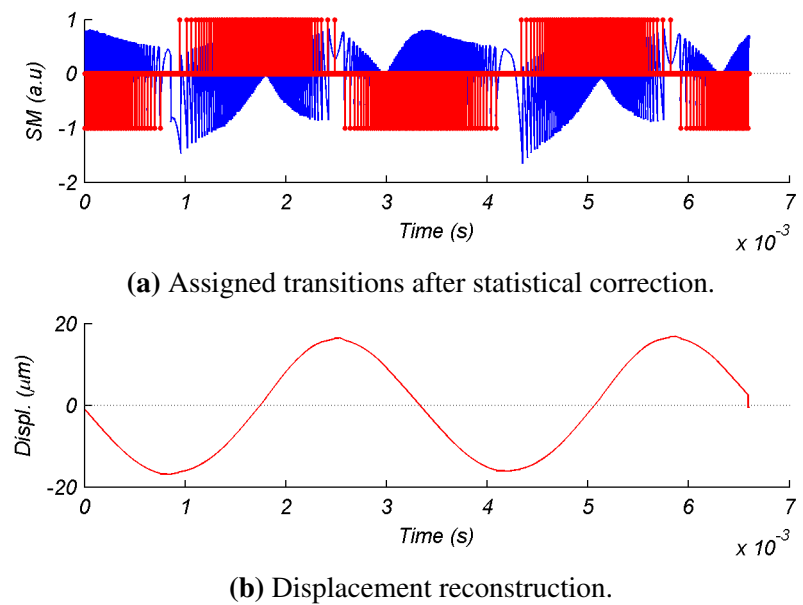 1
0
-1
-2
SM (a.u)
0 1 2 3 4 5 6 7
Time (s)
x 10⁻³
(a) Assigned transitions after statistical correction.
20
0
-20
Displ. (μm)
0 1 2 3 4 5 6 7
Time (s)
x 10⁻³
(b) Displacement reconstruction.